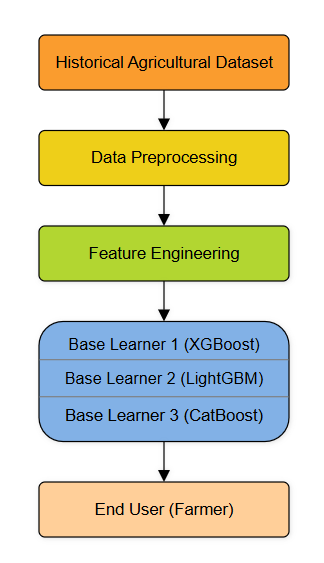 Historical Agricultural Dataset
Data Preprocessing
Feature Engineering
Base Learner 1 (XGBoost)
Base Learner 2 (LightGBM)
Base Learner 3 (CatBoost)
End User (Farmer)